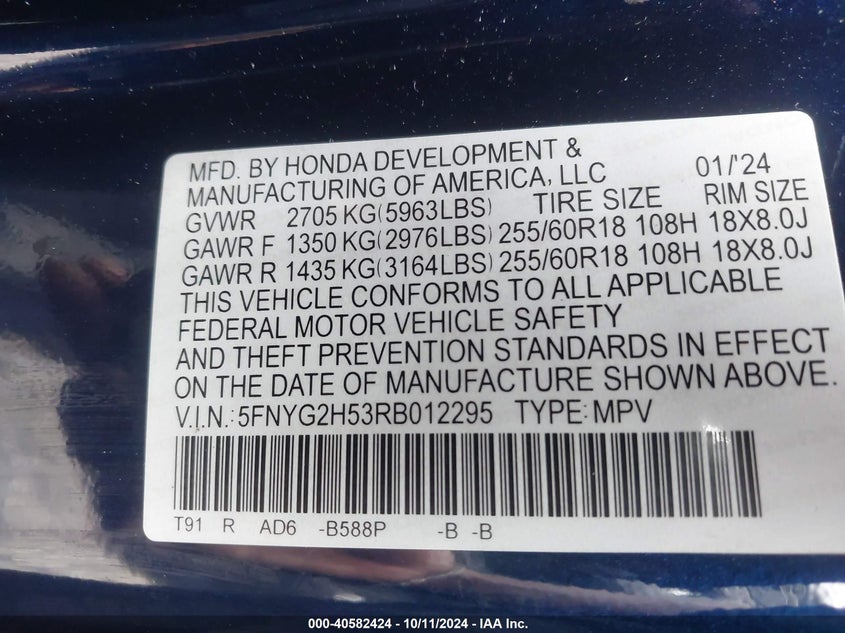 MFD. BY HONDA DEVELOPMENT &
MANUFACTURING OF AMERICA, LLC 01/'24
GVWR 2705 KG(5963LBS) TIRE SIZE RIM SIZE
GAWR F 1350 KG(2976LBS) 255/60R18 108H 18X8.0J
GAWR R 1435 KG(3164LBS) 255/60R18 108H 18X8.0J
THIS VEHICLE CONFORMS TO ALL APPLICABLE
FEDERAL MOTOR VEHICLE SAFETY
AND THEFT PREVENTION STANDARDS IN EFFECT
ON THE DATE OF MANUFACTURE SHOWN ABOVE.
V.I.N.: 5FNYG2H53RB012295 TYPE: MPV
T91 R AD6 -B588P -B -B
000-40582424 - 10/11/2024 - IAA Inc.